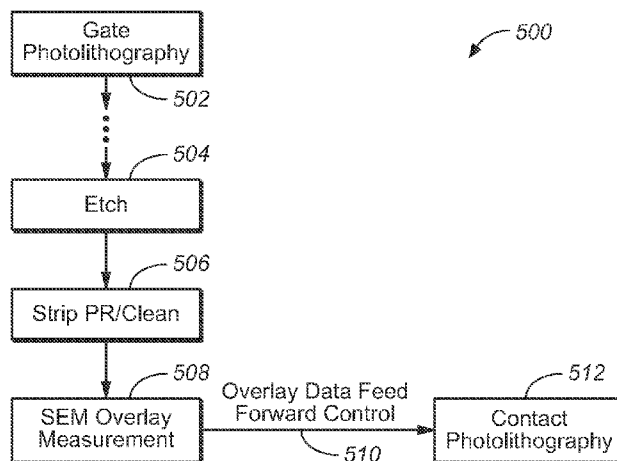 Gate
Photolithography
500
502
504
Etch
506
Strip PR/Clean
508
SEM Overlay
Measurement
Overlay Data Feed
Forward Control
510
512
Contact
Photolithography